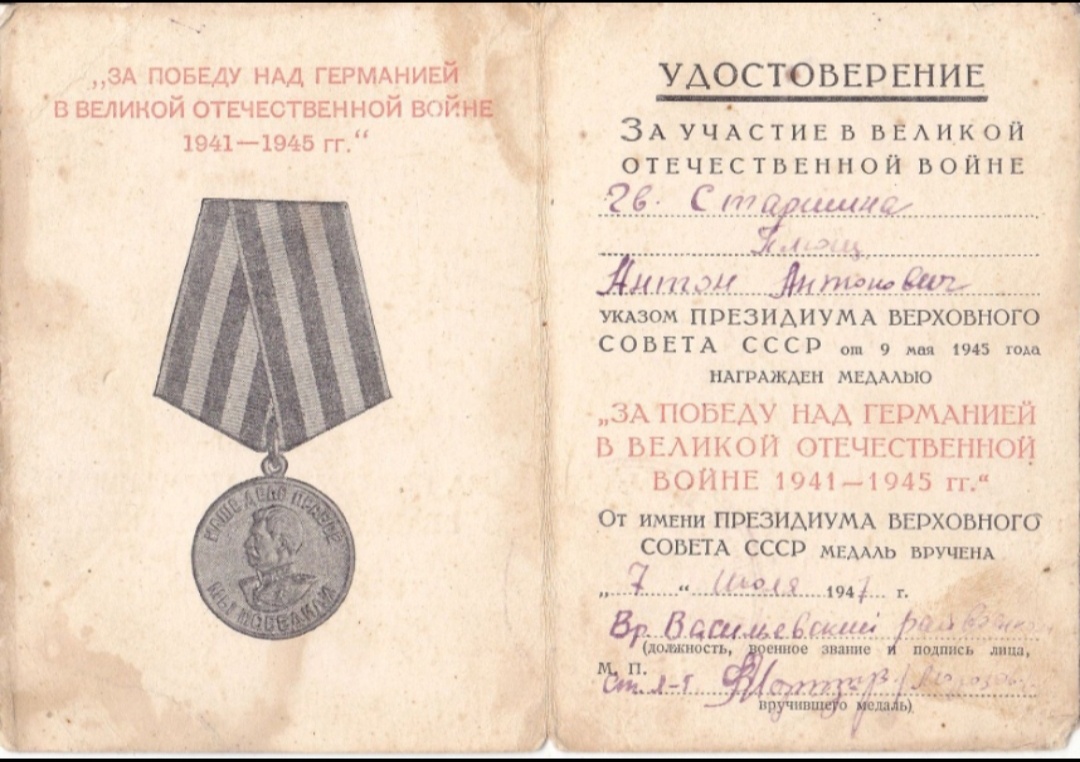 „ЗА ПОБЕДУ НАД ГЕРМАНИЕЙ
В ВЕЛИКОЙ ОТЕЧЕСТВЕННОЙ ВОЙНЕ
1941—1945 гг.“
НАШЕ ДЕЛО ПРАВОЕ
МЫ ПОБЕДИЛИ
УДОСТОВЕРЕНИЕ
ЗА УЧАСТИЕ В ВЕЛИКОЙ
ОТЕЧЕСТВЕННОЙ ВОЙНЕ
Гв. Старшина
Плющ
Антон Антонович
УКАЗОМ ПРЕЗИДИУМА ВЕРХОВНОГО
СОВЕТА СССР от 9 мая 1945 года
НАГРАЖДЕН МЕДАЛЬЮ
„ЗА ПОБЕДУ НАД ГЕРМАНИЕЙ
В ВЕЛИКОЙ ОТЕЧЕСТВЕННОЙ
ВОЙНЕ 1941—1945 гг.“
ОТ ИМЕНИ ПРЕЗИДИУМА ВЕРХОВНОГО
СОВЕТА СССР МЕДАЛЬ ВРУЧЕНА
„7“ Июля 1947 г.
Вр. Васильевский
(должность, военное звание и подпись лица,
М. П.
Ст. л-т
вручившего медаль)